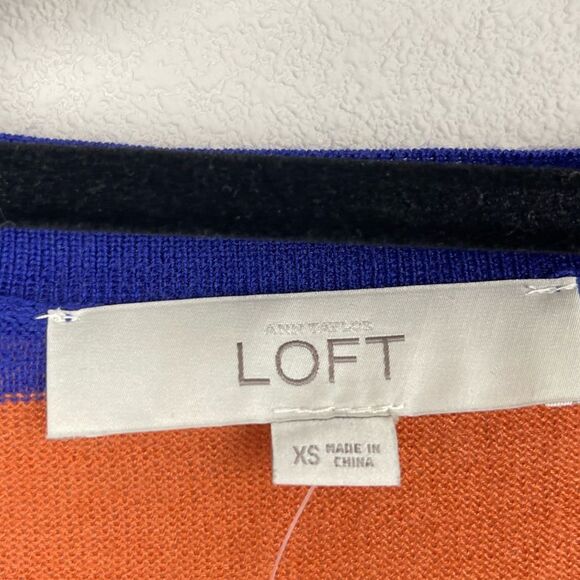 ANN TAYLOR
LOFT
XS MADE IN
CHINA